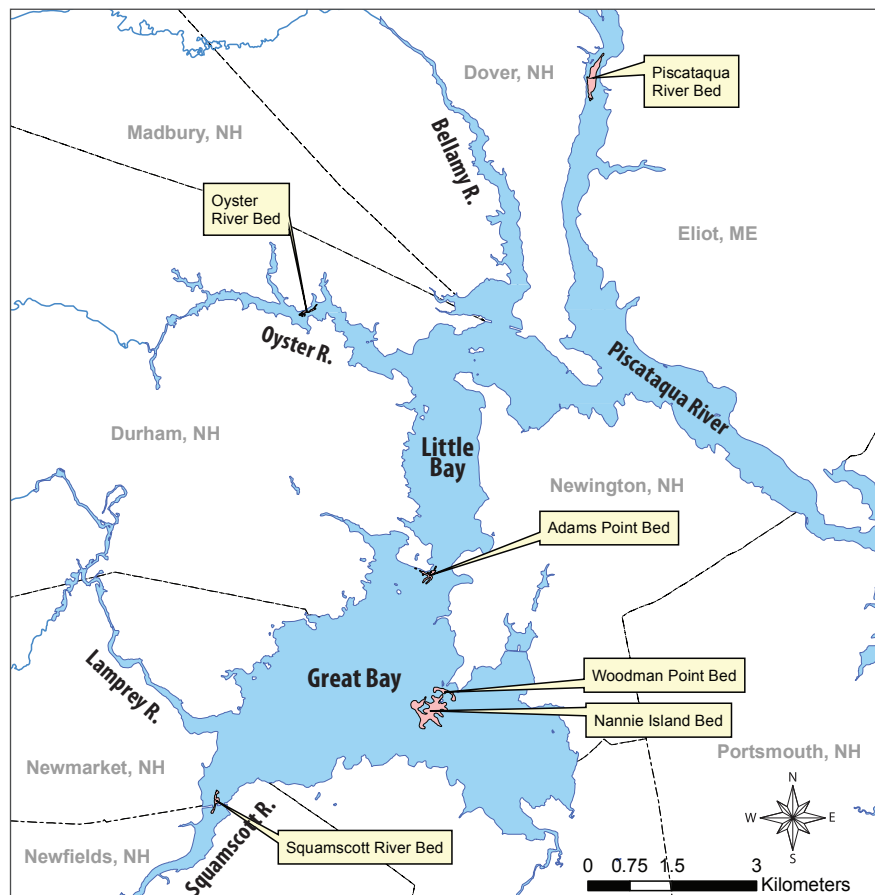 Dover, NH
Piscataqua
River Bed
Madbury, NH
Bellamy R.
Oyster
River Bed
Eliot, ME
Oyster R.
Piscataqua River
Durham, NH
Little
Bay
Newington, NH
Adams Point Bed
Great Bay
Woodman Point Bed
Lamprey R.
Nannie Island Bed
Portsmouth, NH
Newmarket, NH
N
W
E
S
Squamscott R.
Squamscott River Bed
Newfields, NH
0 0.75 1.5 3
Kilometers